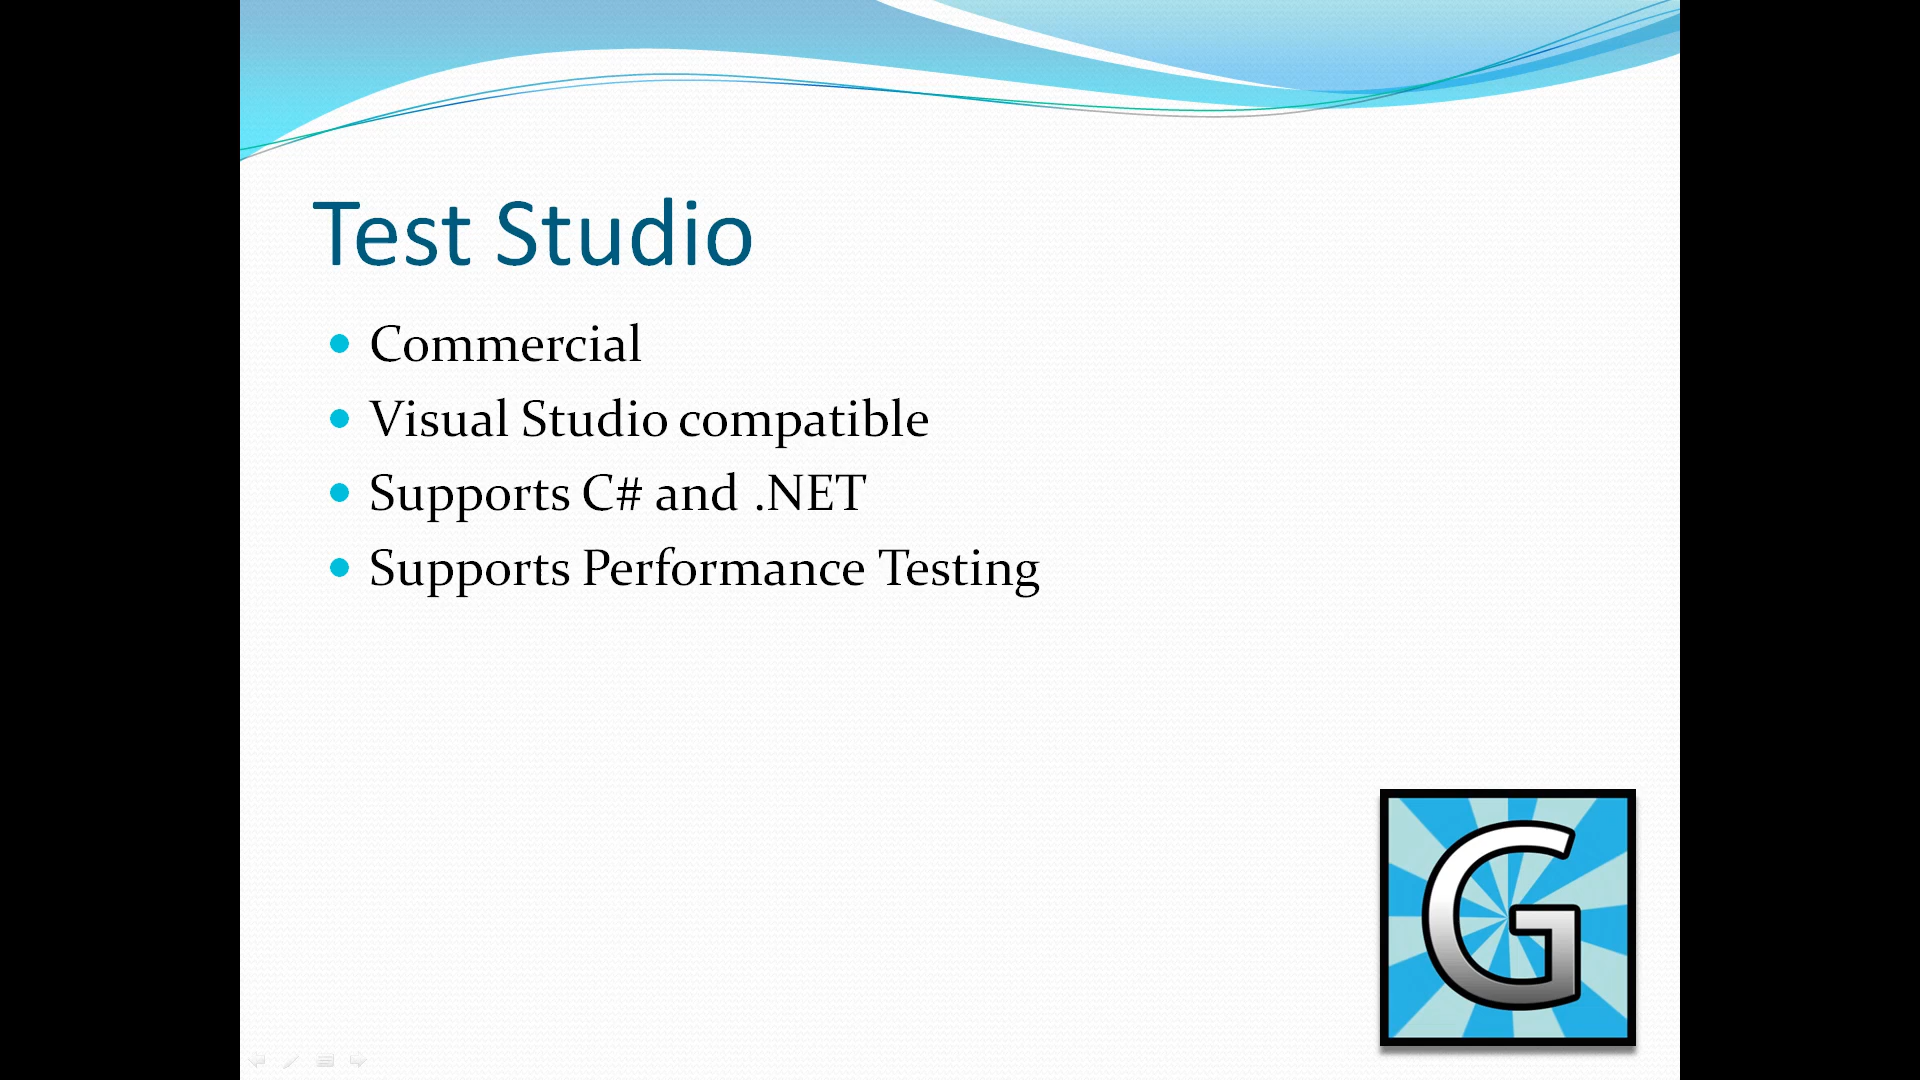 Test Studio
Commercial
Visual Studio compatible
Supports C# and .NET
Supports Performance Testing
G